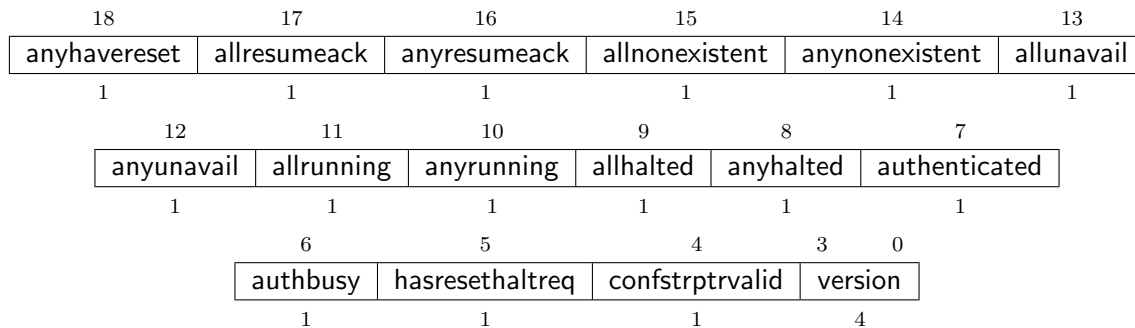 18 17 16 15 14 13
anyhavereset allresumeack anyresumeack allnonexistent anynonexistent allunavail
1 1 1 1 1 1
12 11 10 9 8 7
anyunavail allrunning anyrunning allhalted anyhalted authenticated
1 1 1 1 1 1
6 5 4 3 0
authbusy hasresethaltreq confstrptrvalid version
1 1 1 4